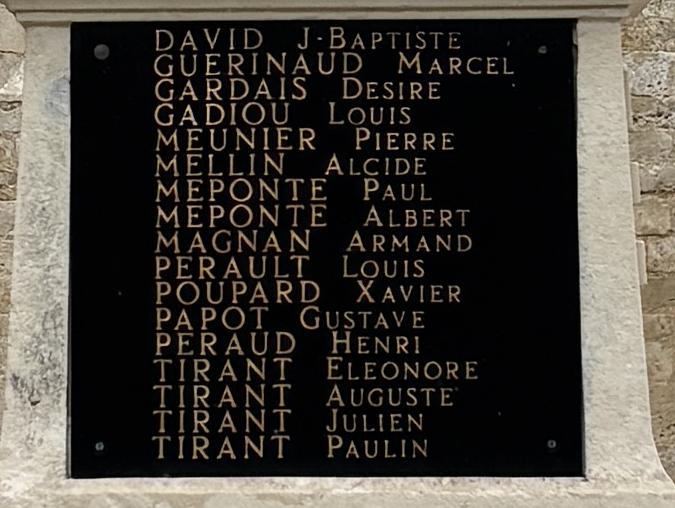 DAVID J-BAPTISTE
GUERINAUD MARCEL
GARDAIS DESIRE
GADIOU LOUIS
MEUNIER PIERRE
MELLIN ALCIDE
MEPONTE PAUL
MEPONTE ALBERT
MAGNAN ARMAND
PERAULT LOUIS
POUPARD XAVIER
PAPOT GUSTAVE
PERAUD HENRI
TIRANT ELEONORE
TIRANT AUGUSTE
TIRANT JULIEN
TIRANT PAULIN